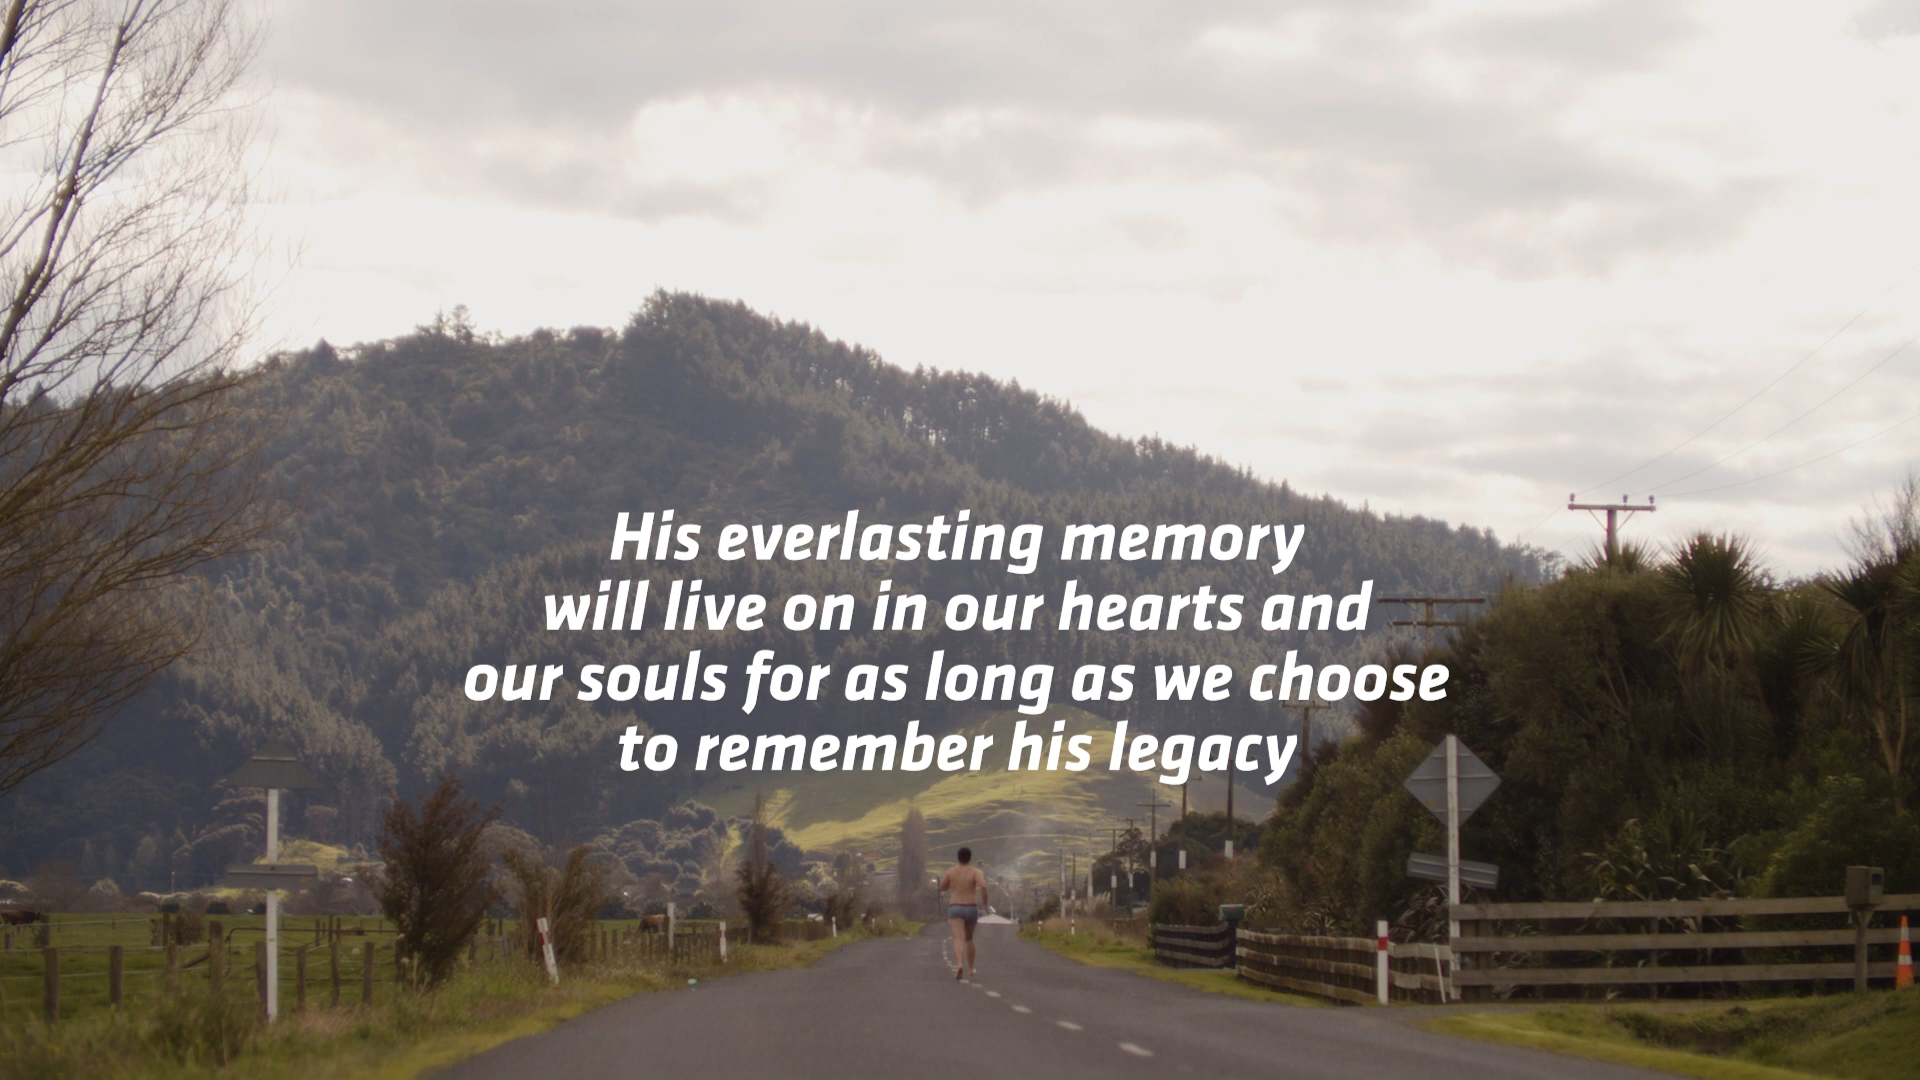 His everlasting memory
will live on in our hearts and
our souls for as long as we choose
to remember his legacy